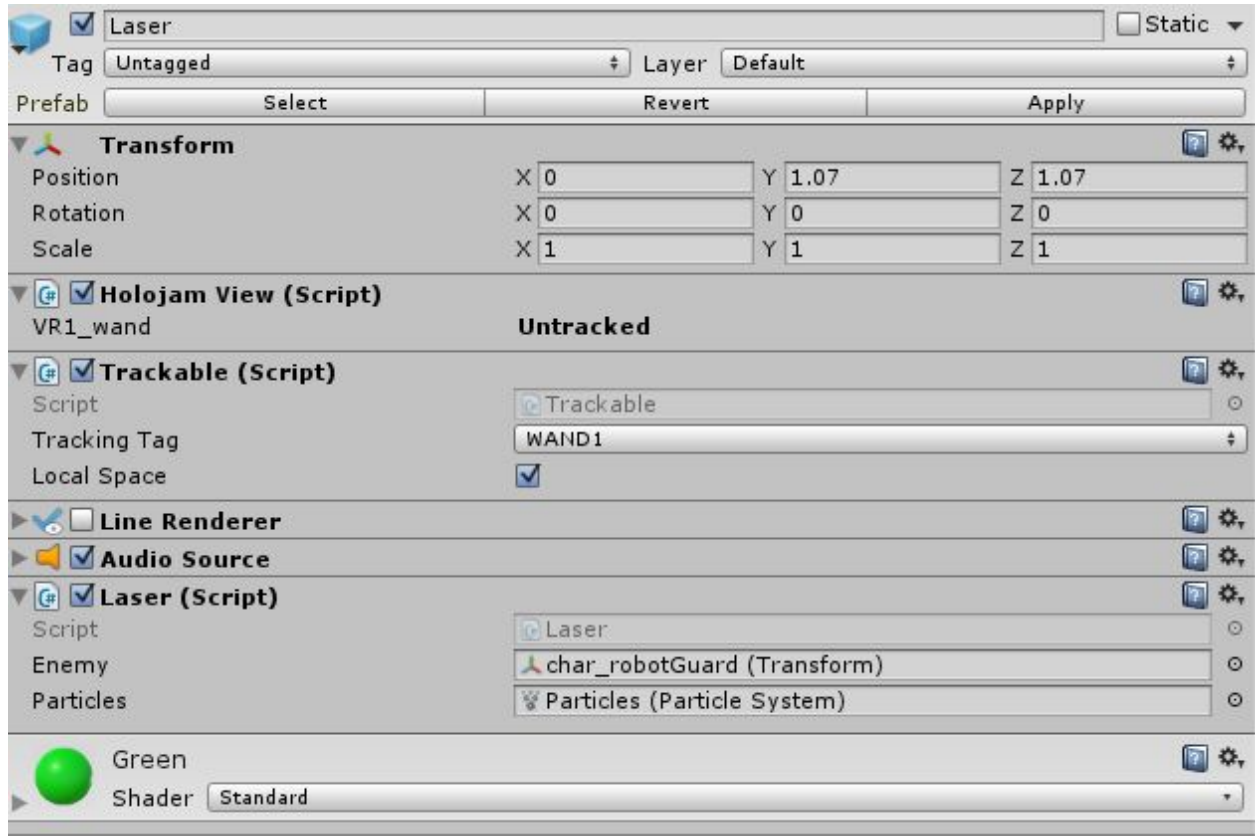 Laser Static
Tag Untagged Layer Default
Prefab Select Revert Apply
Transform
Position X 0 Y 1.07 Z 1.07
Rotation X 0 Y 0 Z 0
Scale X 1 Y 1 Z 1
Holojam View (Script)
VR1_wand Untracked
Trackable (Script)
Script Trackable
Tracking Tag WAND1
Local Space
Line Renderer
Audio Source
Laser (Script)
Script Laser
Enemy char_robotGuard (Transform)
Particles Particles (Particle System)
Green
Shader Standard